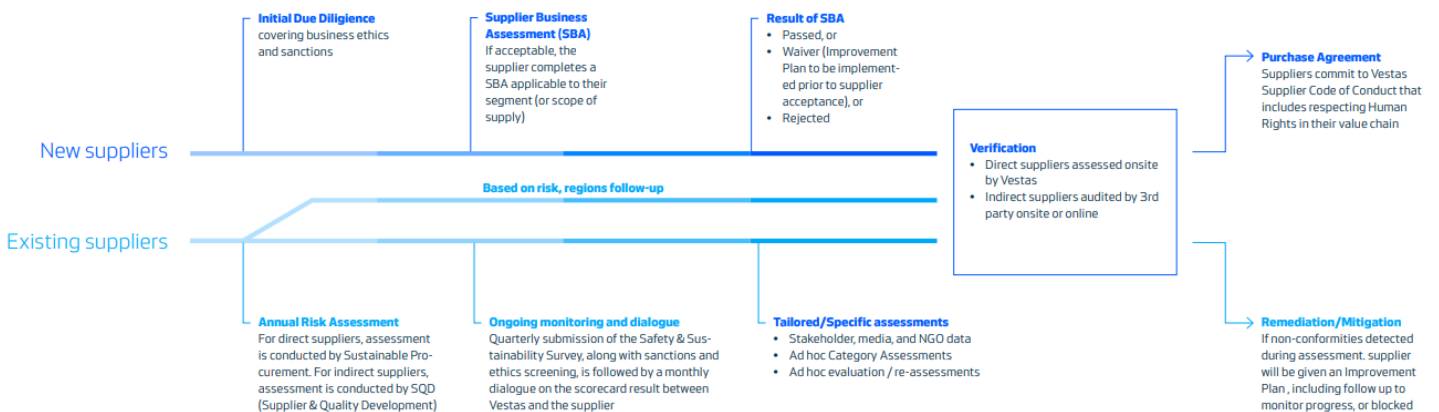 Initial Due Diligience
covering business ethics
and sanctions
Supplier Business
Assessment (SBA)
If acceptable, the
supplier completes a
SBA applicable to their
segment (or scope of
supply)
Result of SBA
• Passed, or
• Waiver (Improvement
Plan to be implement-
ed prior to supplier
acceptance), or
• Rejected
Purchase Agreement
Suppliers commit to Vestas
Supplier Code of Conduct that
includes respecting Human
Rights in their value chain
New suppliers
Verification
• Direct suppliers assessed onsite
by Vestas
• Indirect suppliers audited by 3rd
party onsite or online
Based on risk, regions follow-up
Existing suppliers
Annual Risk Assessment
For direct suppliers, assessment
is conducted by Sustainable Pro-
curement. For indirect suppliers,
assessment is conducted by SQD
(Supplier & Quality Development)
Ongoing monitoring and dialogue
Quarterly submission of the Safety & Sus-
tainability Survey, along with sanctions and
ethics screening, is followed by a monthly
dialogue on the scorecard result between
Vestas and the supplier
Tailored/Specific assessments
• Stakeholder, media, and NGO data
• Ad hoc Category Assessments
• Ad hoc evaluation / re-assessments
Remediation/Mitigation
If non-conformities detected
during assessment. supplier
will be given an Improvement
Plan , including follow up to
monitor progress, or blocked